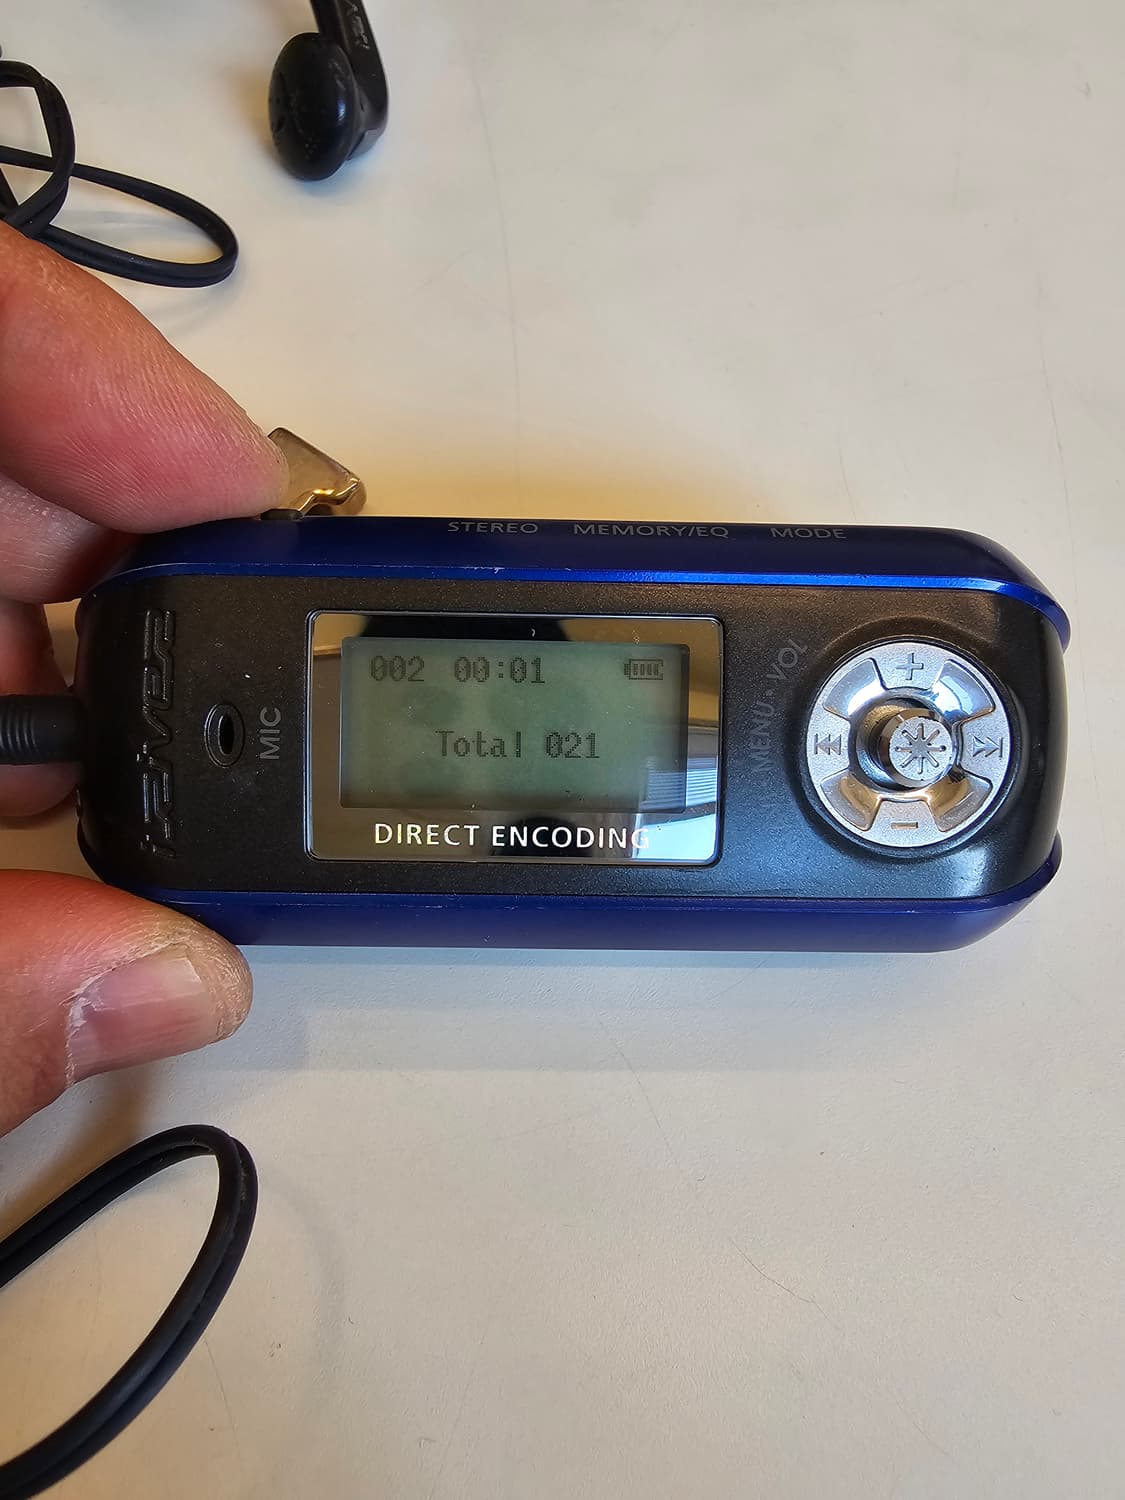 STEREO MEMORY/EQ MODE
iRiver
MIC
002 00:01
Total 021
DIRECT ENCODING
MENU · VOL
+
−